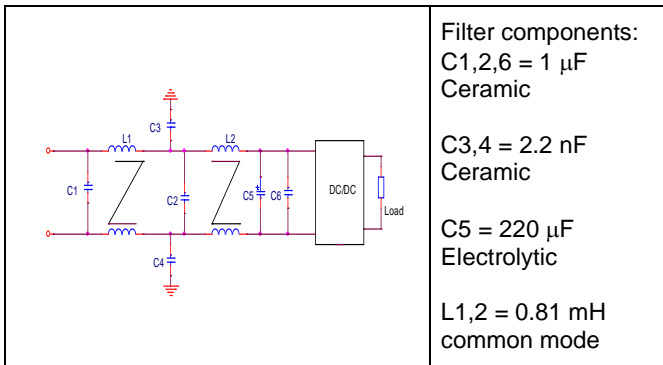 C3
L1
L2
C1
C2
C5
C6
DC/DC
Load
C4
Filter components:
C1,2,6 = 1 μF
Ceramic
C3,4 = 2.2 nF
Ceramic
C5 = 220 μF
Electrolytic
L1,2 = 0.81 mH
common mode